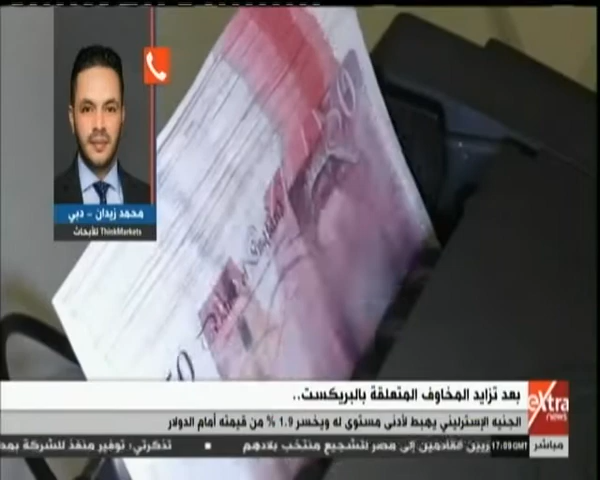 محمد زيدان - دبي
ThinkMarkets للأبحاث
50
بعد تزايد المخاوف المتعلقة بالبريكست..
eXtra
news
الجنيه الإسترليني يهبط لأدنى مستوى له ويخسر 1.9 % من قيمته أمام الدولار
مباشر
17:09 GMT
القادمين إلى مصر لتشجيع منتخب بلادهم ■ تذكرتي: توفير منفذ للشركة